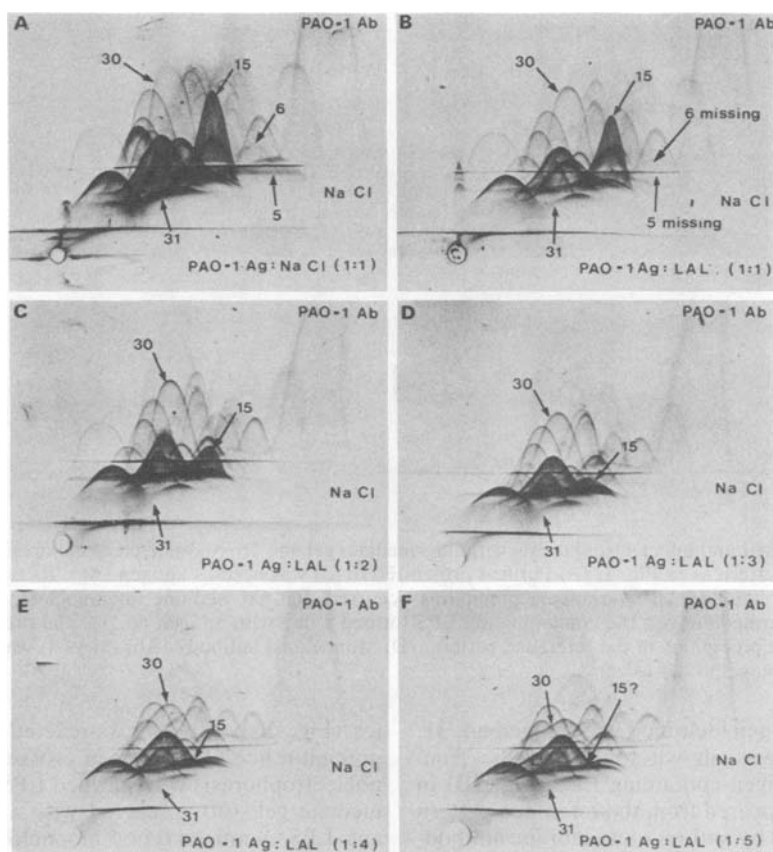 A
PAO-1 Ab
30
15
6
Na Cl
5
31
PAO-1 Ag:Na Cl (1:1)
B
PAO-1 Ab
30
15
6 missing
Na Cl
5 missing
31
PAO-1 Ag:LAL (1:1)
C
PAO-1 Ab
30
15
Na Cl
31
PAO-1 Ag:LAL (1:2)
D
PAO-1 Ab
30
15
Na Cl
31
PAO-1 Ag:LAL (1:3)
E
PAO-1 Ab
30
15
Na Cl
31
PAO-1 Ag:LAL (1:4)
F
PAO-1 Ab
30
15?
Na Cl
31
PAO-1 Ag:LAL (1:5)